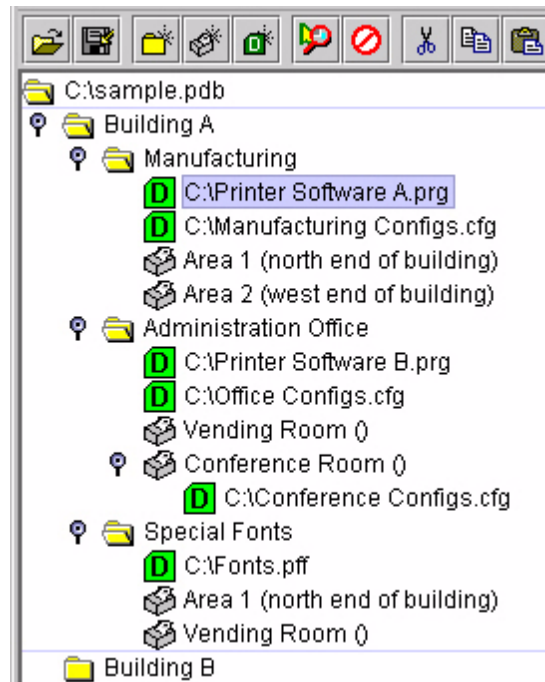 C:\sample.pdb
Building A
Manufacturing
D C:\Printer Software A.prg
D C:\Manufacturing Configs.cfg
Area 1 (north end of building)
Area 2 (west end of building)
Administration Office
D C:\Printer Software B.prg
D C:\Office Configs.cfg
Vending Room ()
Conference Room ()
D C:\Conference Configs.cfg
Special Fonts
D C:\Fonts.pff
Area 1 (north end of building)
Vending Room ()
Building B